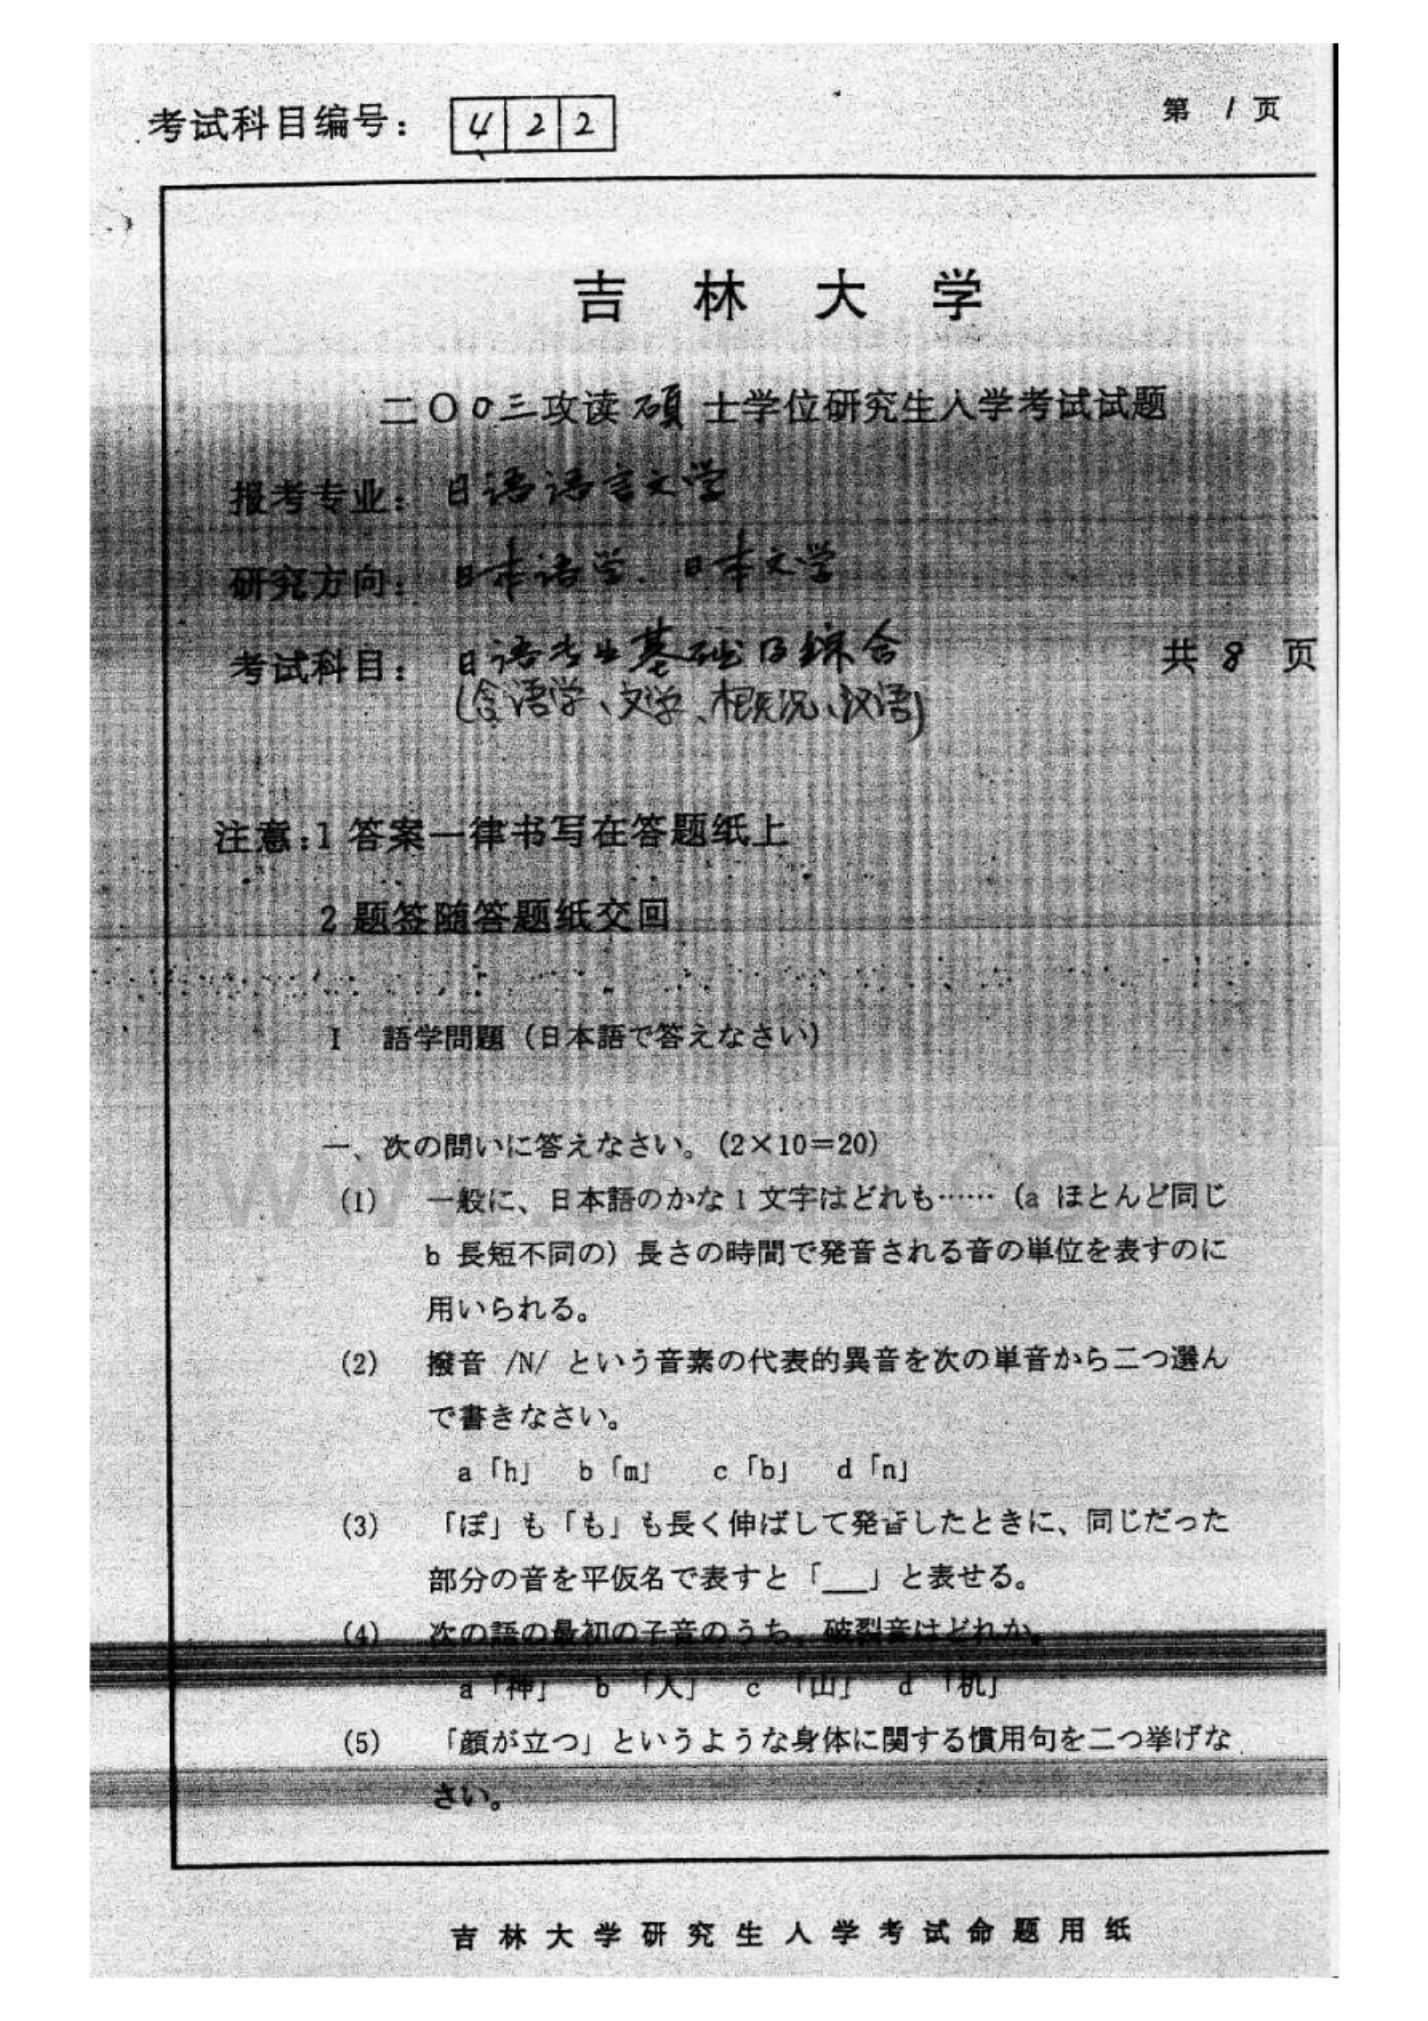 考试科目编号： 4 2 2
第 1 页
吉 林 大 学
二〇〇三攻读硕士学位研究生入学考试试题
报考专业： 日语语言文学
研究方向： 日本语学、日本文学
考试科目： 日语专业基础及综合
共 8 页
(含语学、文学、概况、汉语)
注意:1 答案一律书写在答题纸上
2 题签随答题纸交回
I 語学問題（日本語で答えなさい）
一、次の問いに答えなさい。(2×10＝20)
(1) 一般に、日本語のかな 1 文字はどれも……（a ほとんど同じ
b 長短不同の）長さの時間で発音される音の単位を表すのに
用いられる。
(2) 撥音 /N/ という音素の代表的異音を次の単音から二つ選ん
で書きなさい。
a「h」 b「m」 c「b」 d「n」
(3) 「ぽ」も「も」も長く伸ばして発音したときに、同じだった
部分の音を平仮名で表すと「___」と表せる。
(4) 次の語の最初の子音のうち、破裂音はどれか。
a「神」 b 「人」 c 「山」 d 「机」
(5) 「顔が立つ」というような身体に関する慣用句を二つ挙げな
さい。
吉林大学研究生入学考试命题用纸